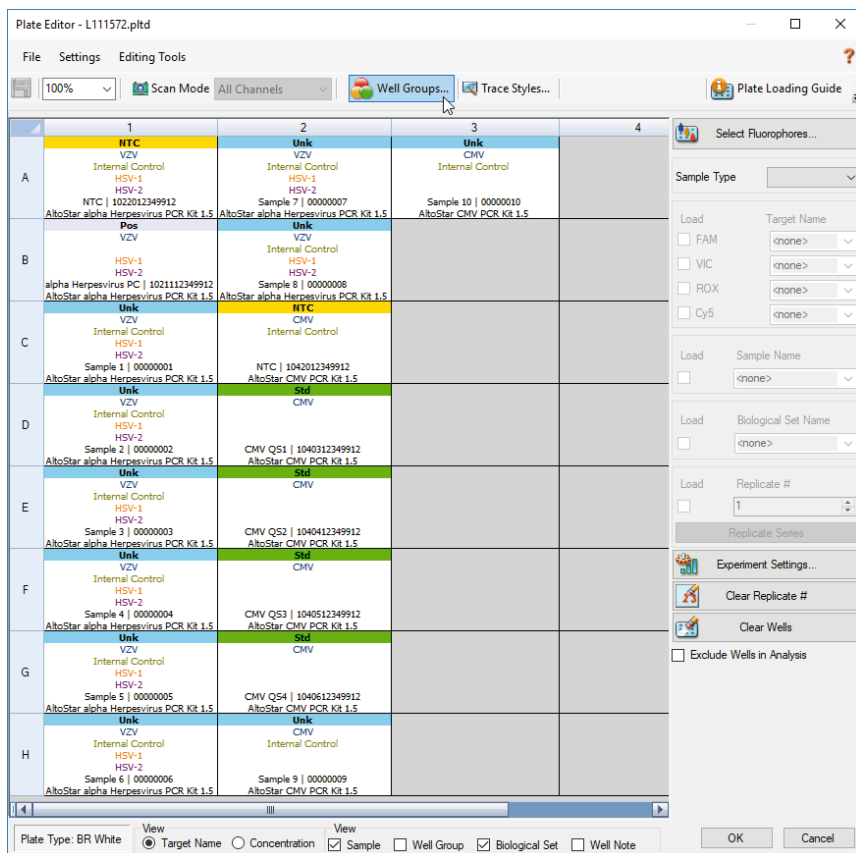 Plate Editor - L111572.pltd
File Settings Editing Tools ?
100% Scan Mode All Channels Well Groups... Trace Styles... Plate Loading Guide
1 2 3 4
A
NTC
VZV
Internal Control
HSV-1
HSV-2
NTC | 1022012349912
AltoStar alpha Herpesvirus PCR Kit 1.5
Unk
VZV
Internal Control
HSV-1
HSV-2
Sample 7 | 00000007
AltoStar alpha Herpesvirus PCR Kit 1.5
Unk
CMV
Internal Control
Sample 10 | 00000010
AltoStar CMV PCR Kit 1.5
B
Pos
VZV
HSV-1
HSV-2
alpha Herpesvirus PC | 1021112349912
Unk
VZV
Internal Control
HSV-1
HSV-2
Sample 8 | 00000008
AltoStar alpha Herpesvirus PCR Kit 1.5
AltoStar alpha Herpesvirus PCR Kit 1.5
C
Unk
VZV
Internal Control
HSV-1
HSV-2
Sample 1 | 00000001
AltoStar alpha Herpesvirus PCR Kit 1.5
NTC
CMV
Internal Control
NTC | 1042012349912
AltoStar CMV PCR Kit 1.5
D
Unk
VZV
Internal Control
HSV-1
HSV-2
Sample 2 | 00000002
AltoStar alpha Herpesvirus PCR Kit 1.5
Std
CMV
CMV QS1 | 1040312349912
AltoStar CMV PCR Kit 1.5
E
Unk
VZV
Internal Control
HSV-1
HSV-2
Sample 3 | 00000003
AltoStar alpha Herpesvirus PCR Kit 1.5
Std
CMV
CMV QS2 | 1040412349912
AltoStar CMV PCR Kit 1.5
F
Unk
VZV
Internal Control
HSV-1
HSV-2
Sample 4 | 00000004
AltoStar alpha Herpesvirus PCR Kit 1.5
Std
CMV
CMV QS3 | 1040512349912
AltoStar CMV PCR Kit 1.5
G
Unk
VZV
Internal Control
HSV-1
HSV-2
Sample 5 | 00000005
AltoStar alpha Herpesvirus PCR Kit 1.5
Std
CMV
CMV QS4 | 1040612349912
AltoStar CMV PCR Kit 1.5
H
Unk
VZV
Internal Control
HSV-1
HSV-2
Sample 6 | 00000006
AltoStar alpha Herpesvirus PCR Kit 1.5
Unk
CMV
Internal Control
Sample 9 | 00000009
AltoStar CMV PCR Kit 1.5
Select Fluorophores...
Sample Type
Load Target Name
FAM <none>
VIC <none>
ROX <none>
Cy5 <none>
Load Sample Name
<none>
Load Biological Set Name
<none>
Load Replicate #
1
Replicate Series
Experiment Settings...
Clear Replicate #
Clear Wells
Exclude Wells in Analysis
Plate Type: BR White
View
Target Name Concentration
View
Sample Well Group Biological Set Well Note
OK Cancel